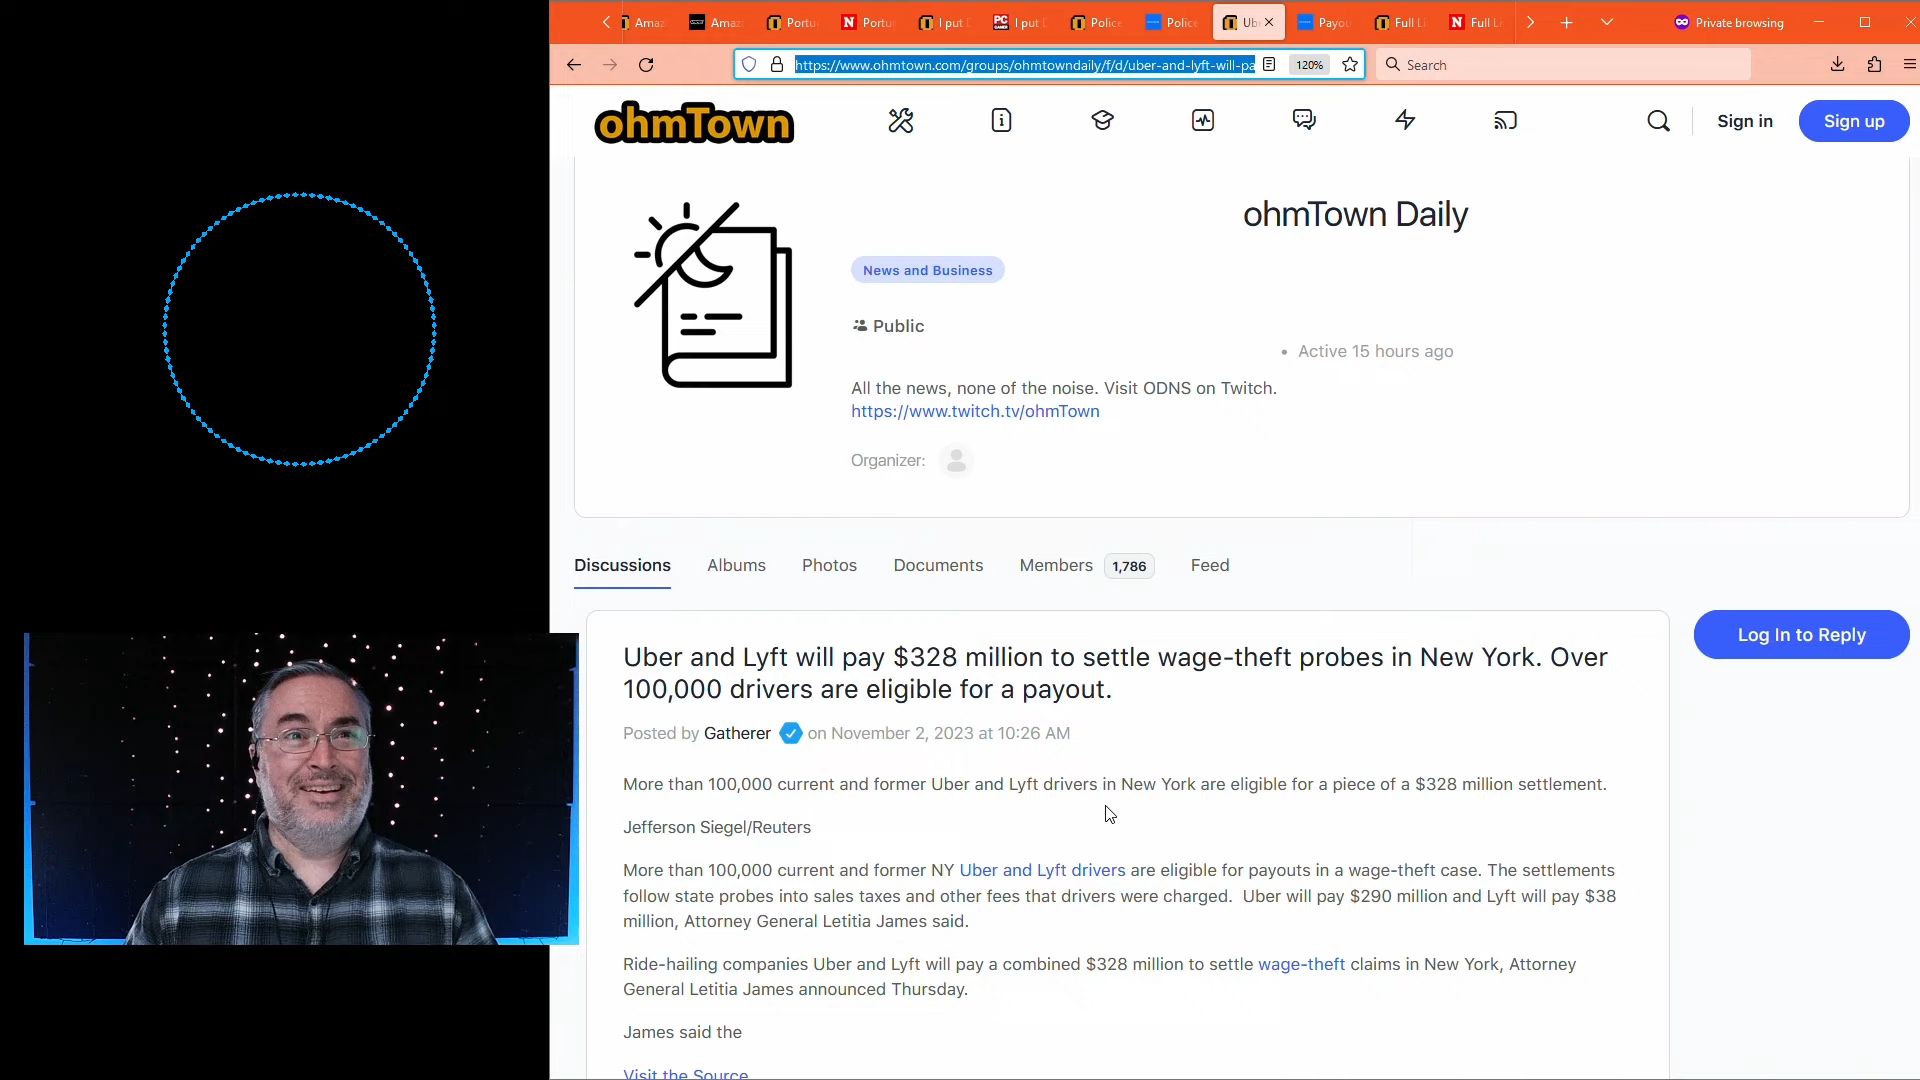 Amaz
Amaz
Portu
Portu
I put D
I put D
Police
Police
Ube
Payou
Full Li
Full Li
Private browsing
https://www.ohmtown.com/groups/ohmtowndaily/f/d/uber-and-lyft-will-pa
120%
Search
ohmTown
Sign in
Sign up
ohmTown Daily
News and Business
Public
• Active 15 hours ago
All the news, none of the noise. Visit ODNS on Twitch.
https://www.twitch.tv/ohmTown
Organizer:
Discussions
Albums
Photos
Documents
Members 1,786
Feed
Uber and Lyft will pay $328 million to settle wage-theft probes in New York. Over
100,000 drivers are eligible for a payout.
Log In to Reply
Posted by Gatherer on November 2, 2023 at 10:26 AM
More than 100,000 current and former Uber and Lyft drivers in New York are eligible for a piece of a $328 million settlement.
Jefferson Siegel/Reuters
More than 100,000 current and former NY Uber and Lyft drivers are eligible for payouts in a wage-theft case. The settlements
follow state probes into sales taxes and other fees that drivers were charged. Uber will pay $290 million and Lyft will pay $38
million, Attorney General Letitia James said.
Ride-hailing companies Uber and Lyft will pay a combined $328 million to settle wage-theft claims in New York, Attorney
General Letitia James announced Thursday.
James said the
Visit the Source